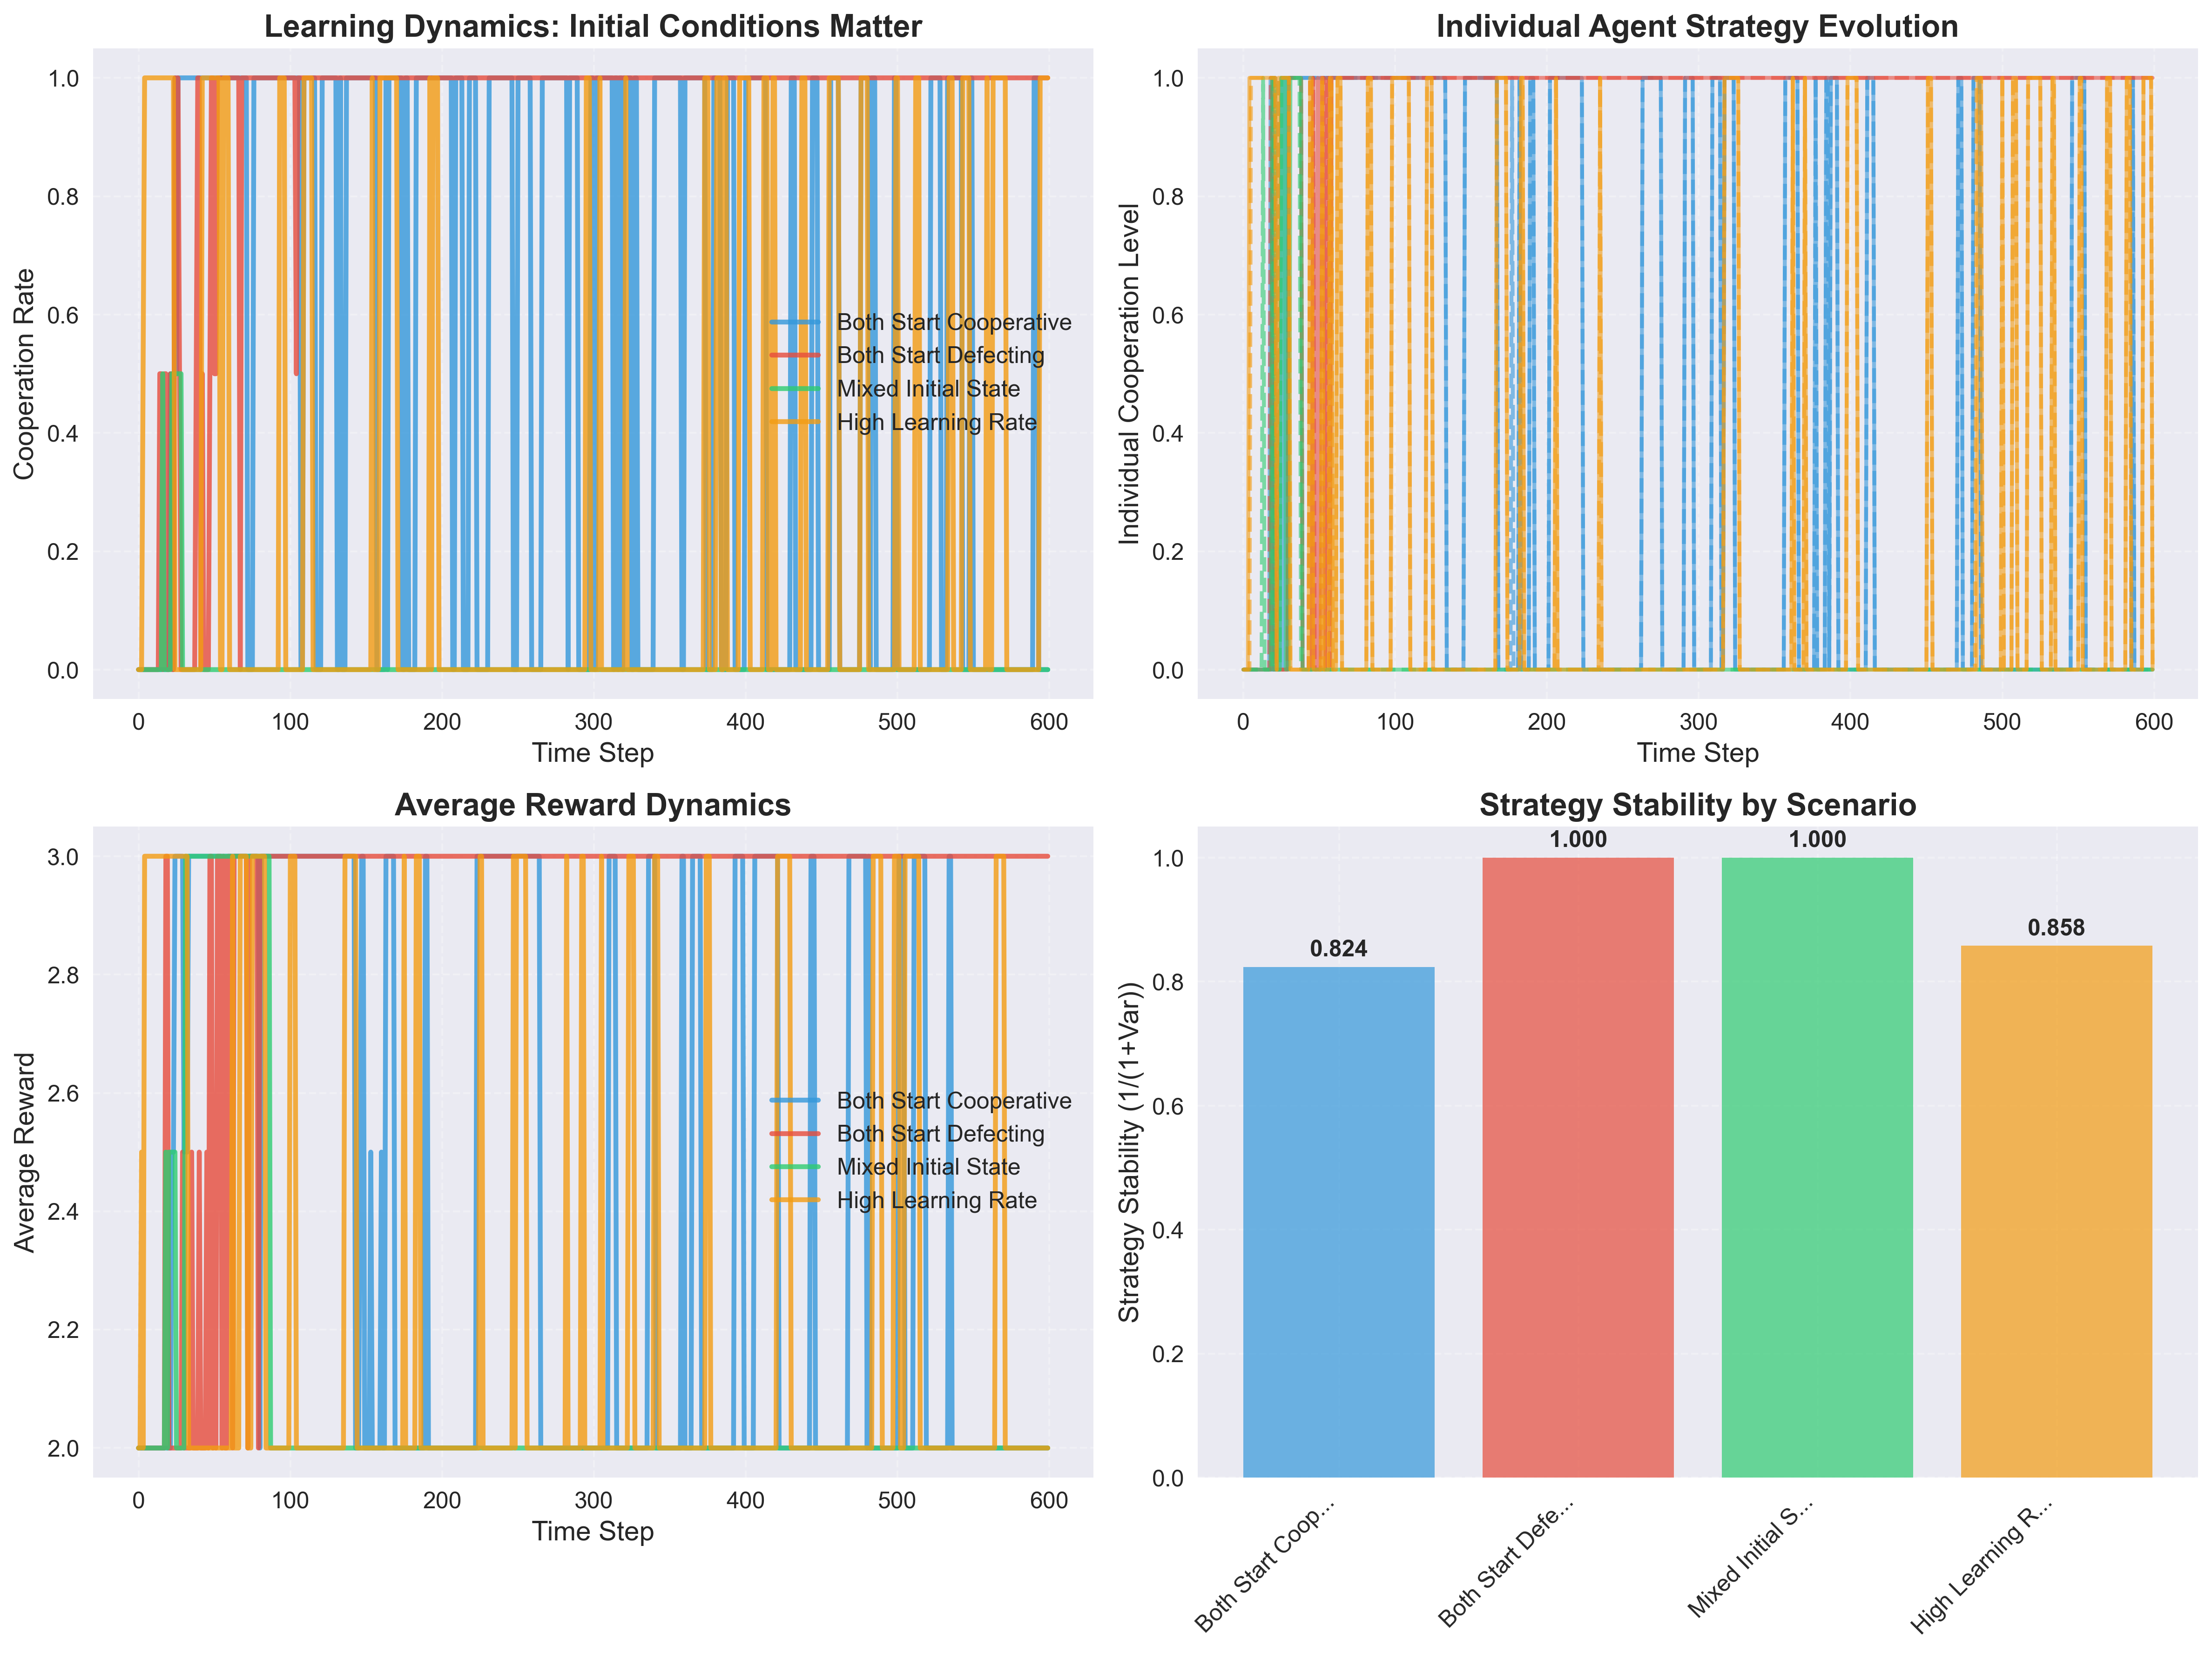 Learning Dynamics: Initial Conditions Matter
Cooperation Rate
1.0
0.8
0.6
0.4
0.2
0.0
Both Start Cooperative
Both Start Defecting
Mixed Initial State
High Learning Rate
0 100 200 300 400 500 600
Time Step
Individual Agent Strategy Evolution
Individual Cooperation Level
1.0
0.8
0.6
0.4
0.2
0.0
0 100 200 300 400 500 600
Time Step
Average Reward Dynamics
Average Reward
3.0
2.8
2.6
2.4
2.2
2.0
Both Start Cooperative
Both Start Defecting
Mixed Initial State
High Learning Rate
0 100 200 300 400 500 600
Time Step
Strategy Stability by Scenario
Strategy Stability (1/(1+Var))
1.0
0.8
0.6
0.4
0.2
0.0
0.824
1.000
1.000
0.858
Both Start Coop...
Both Start Defe...
Mixed Initial S...
High Learning R...